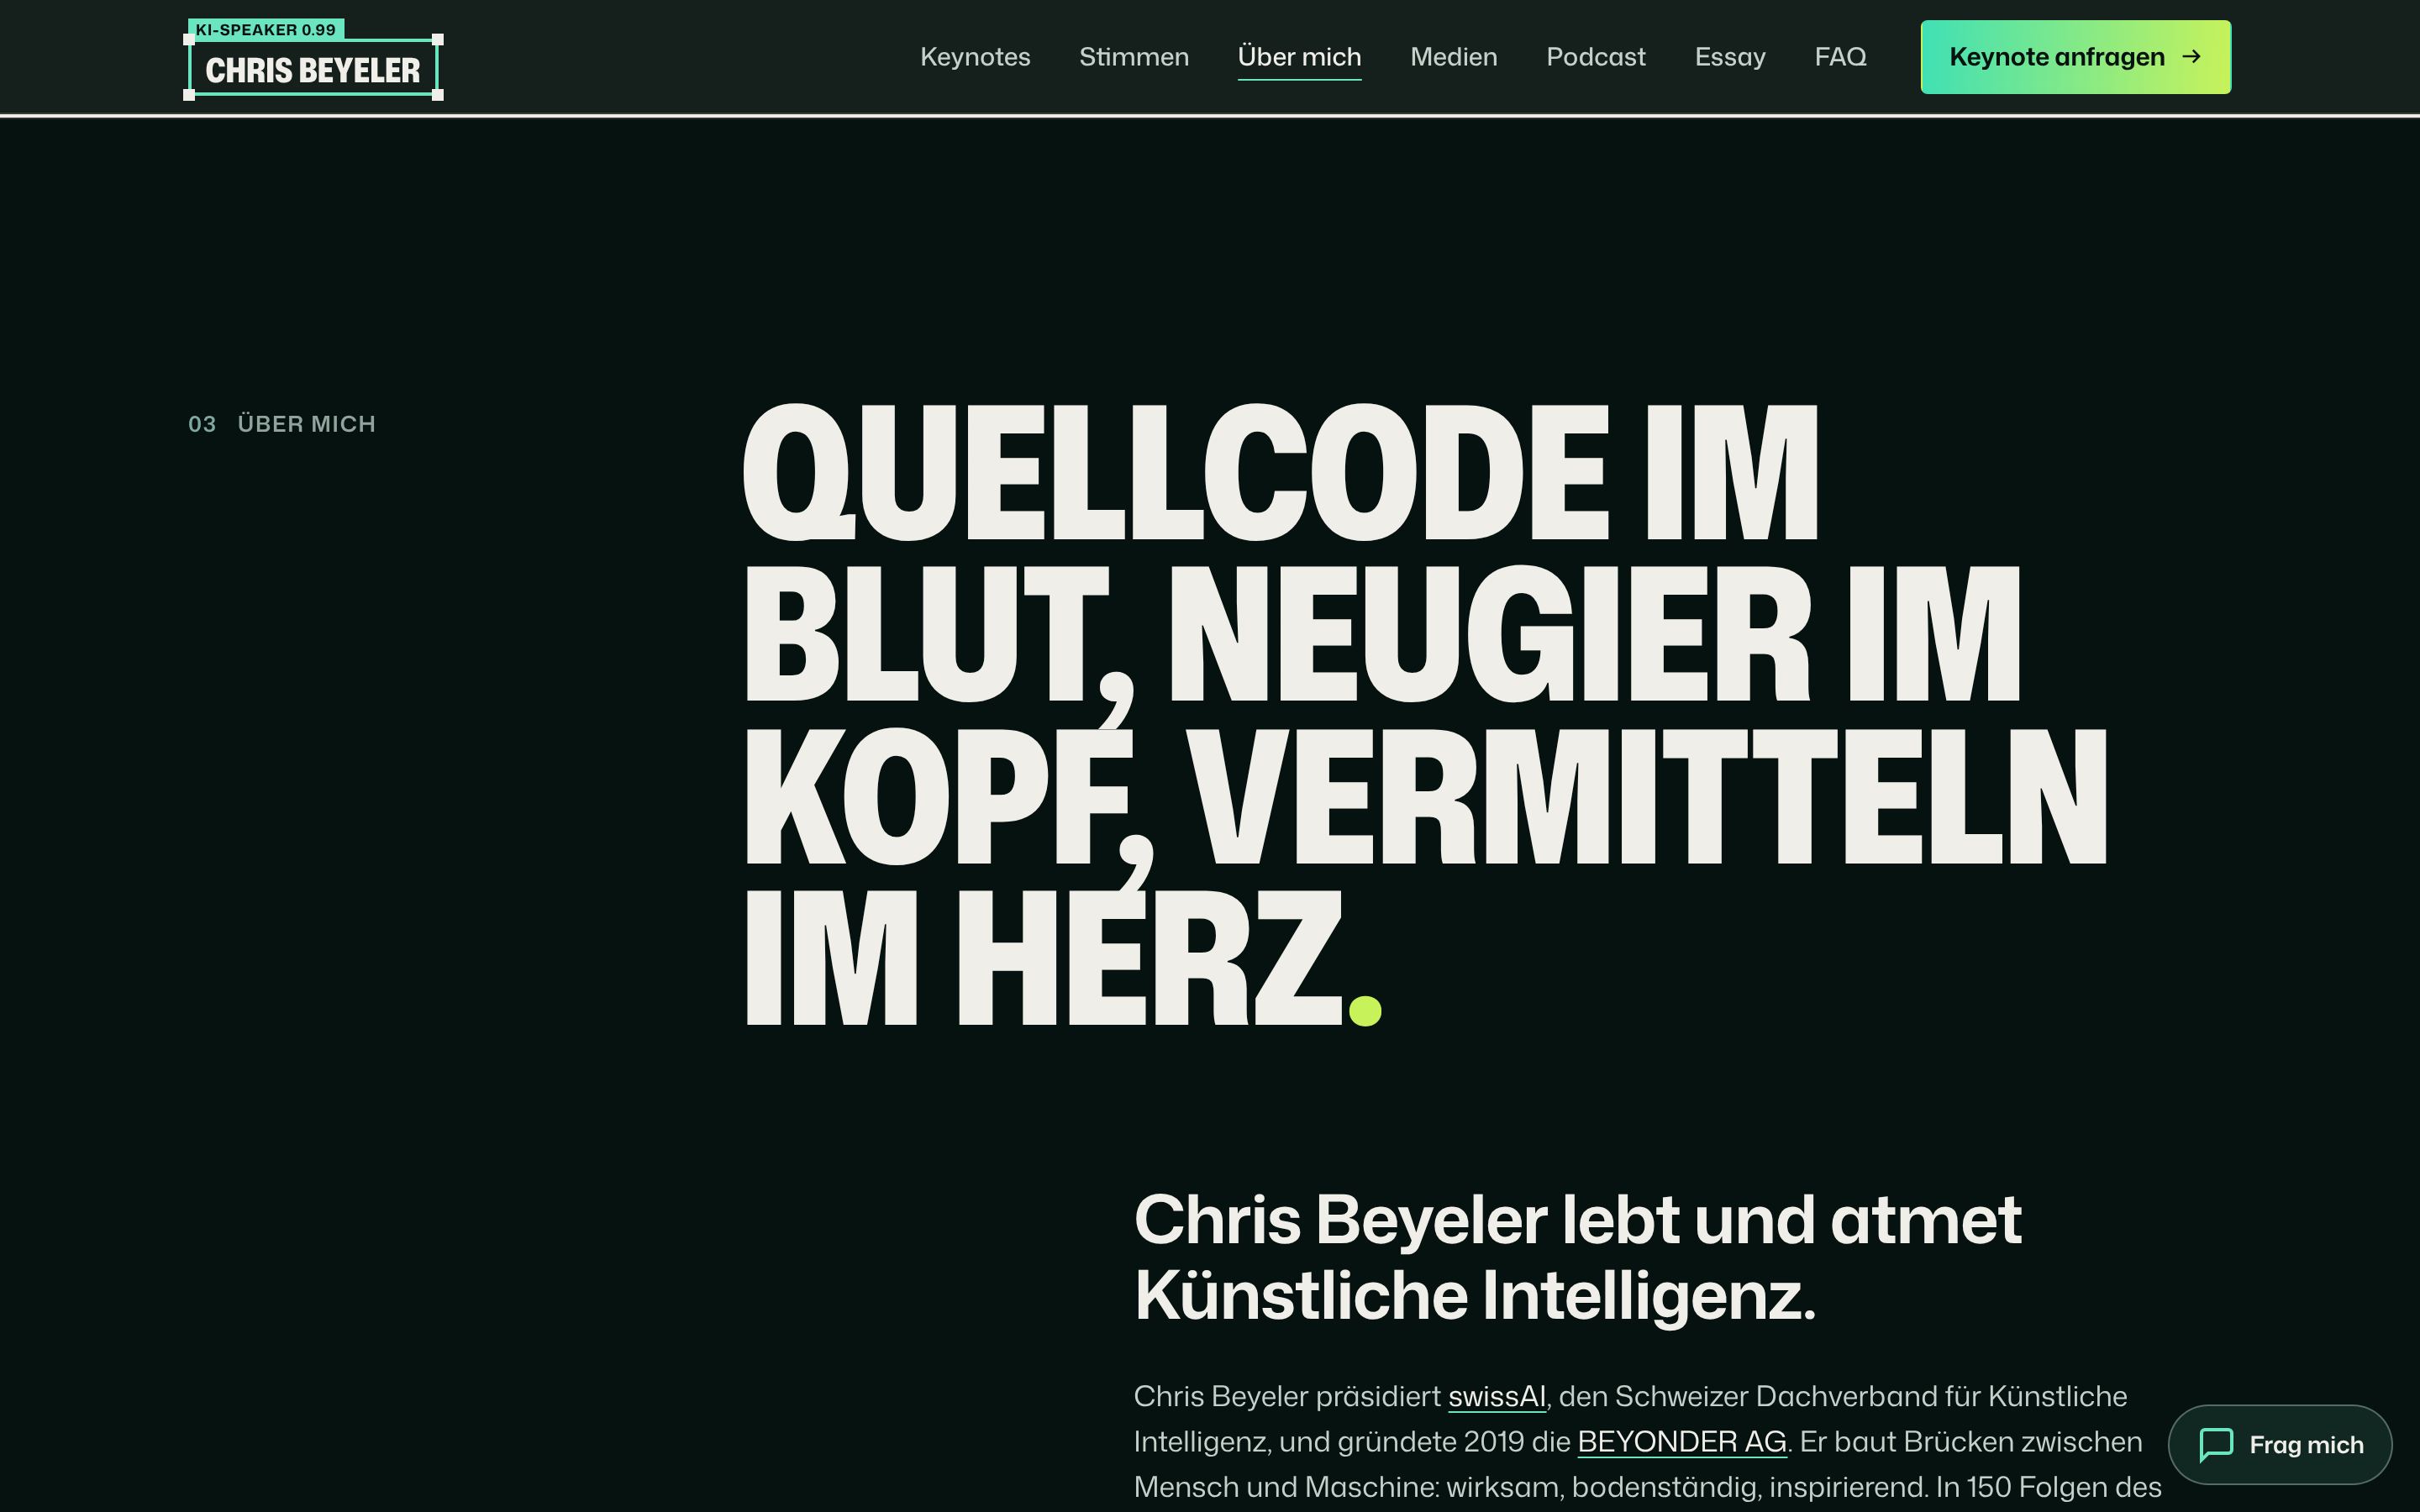 KI-SPEAKER 0.99
CHRIS BEYELER
Keynotes
Stimmen
Über mich
Medien
Podcast
Essay
FAQ
Keynote anfragen →
03 ÜBER MICH
QUELLCODE IM
BLUT, NEUGIER IM
KOPF, VERMITTELN
IM HERZ.
Chris Beyeler lebt und atmet
Künstliche Intelligenz.
Chris Beyeler präsidiert swissAI, den Schweizer Dachverband für Künstliche
Intelligenz, und gründete 2019 die BEYONDER AG. Er baut Brücken zwischen
Mensch und Maschine: wirksam, bodenständig, inspirierend. In 150 Folgen des
Frag mich